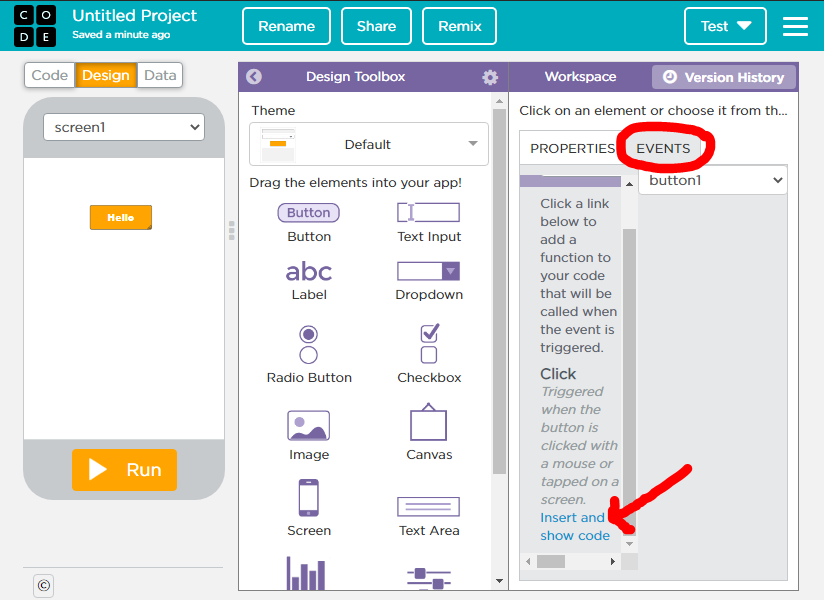 CO
DE
Untitled Project
Saved a minute ago
Rename
Share
Remix
Test
Code
Design
Data
screen1
Hello
Run
©
Design Toolbox
Theme
Default
Drag the elements into your app!
Button
Button
Text Input
abc
Label
Dropdown
Radio Button
Checkbox
Image
Canvas
Screen
Text Area
Workspace
Version History
Click on an element or choose it from th...
PROPERTIES
EVENTS
button1
Click a link
below to
add a
function to
your code
that will be
called when
the event is
triggered.
Click
Triggered
when the
button is
clicked with
a mouse or
tapped on a
screen.
Insert and
show code